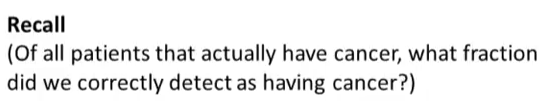 Recall
(Of all patients that actually have cancer, what fraction
did we correctly detect as having cancer?)